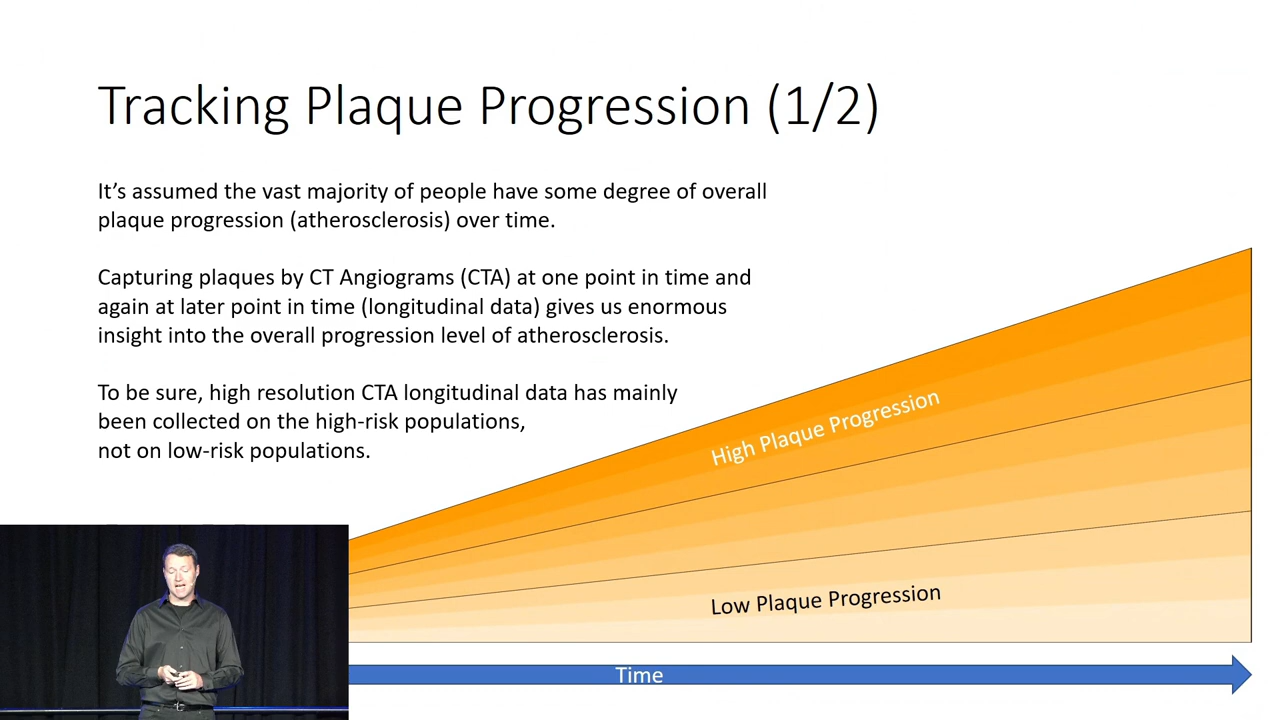 Tracking Plaque Progression (1/2)
It’s assumed the vast majority of people have some degree of overall
plaque progression (atherosclerosis) over time.
Capturing plaques by CT Angiograms (CTA) at one point in time and
again at later point in time (longitudinal data) gives us enormous
insight into the overall progression level of atherosclerosis.
To be sure, high resolution CTA longitudinal data has mainly
been collected on the high-risk populations,
not on low-risk populations.
High Plaque Progression
Low Plaque Progression
Time